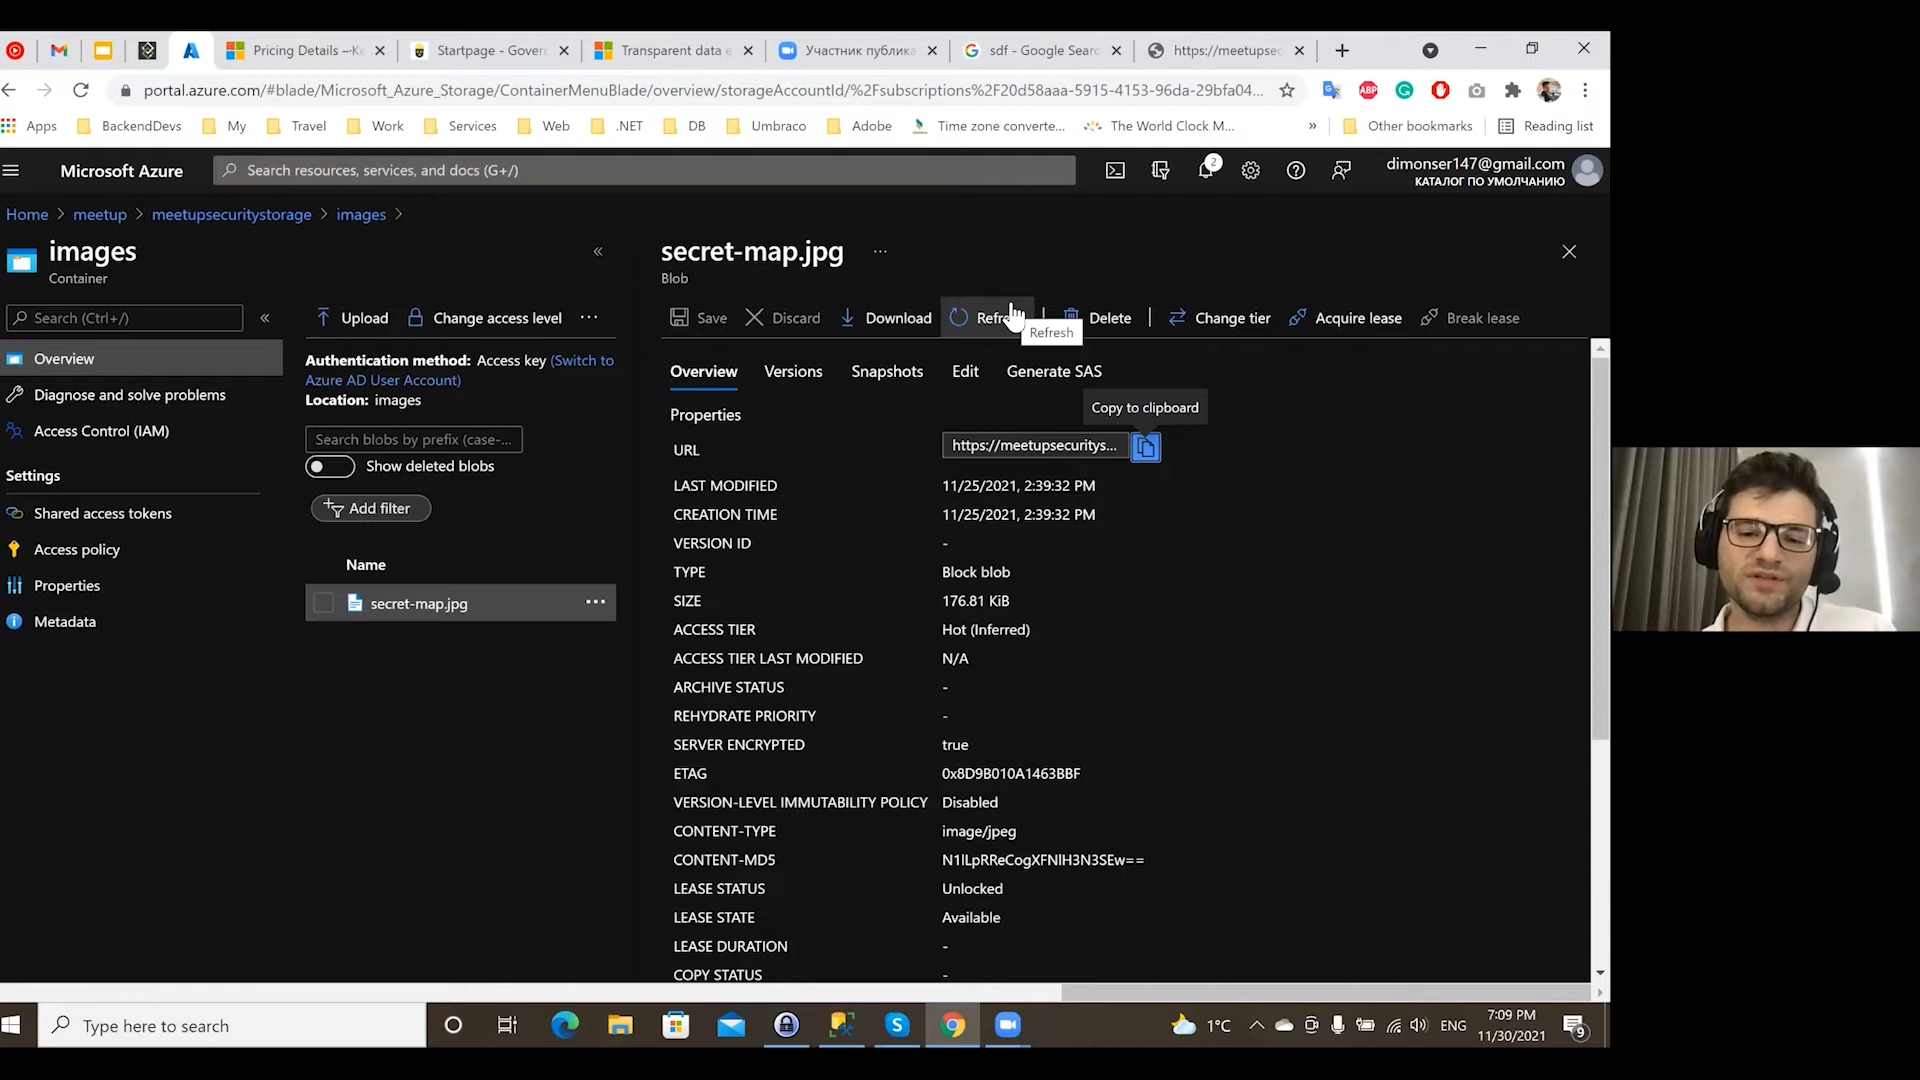 Pricing Details – Ke
Startpage - Gover
Transparent data e
Участник публика
sdf - Google Searc
https://meetupsec
portal.azure.com/#blade/Microsoft_Azure_Storage/ContainerMenuBlade/overview/storageAccountId/%2Fsubscriptions%2F20d58aaa-5915-4153-96da-29bfa04...
ABP
Apps
BackendDevs
My
Travel
Work
Services
Web
.NET
DB
Umbraco
Adobe
Time zone converte...
The World Clock M...
»
Other bookmarks
Reading list
Microsoft Azure
Search resources, services, and docs (G+/)
2
dimonser147@gmail.com
КАТАЛОГ ПО УМОЛЧАНИЮ
Home > meetup > meetupsecuritystorage > images >
images
Container
«
secret-map.jpg
...
Blob
Search (Ctrl+/)
«
Upload
Change access level
...
Save
Discard
Download
Refre
Delete
Change tier
Acquire lease
Break lease
Refresh
Overview
Diagnose and solve problems
Access Control (IAM)
Settings
Shared access tokens
Access policy
Properties
Metadata
Authentication method: Access key (Switch to
Azure AD User Account)
Location: images
Search blobs by prefix (case-...
Show deleted blobs
Add filter
Name
secret-map.jpg
...
Overview
Versions
Snapshots
Edit
Generate SAS
Copy to clipboard
Properties
URL https://meetupsecuritys...
LAST MODIFIED 11/25/2021, 2:39:32 PM
CREATION TIME 11/25/2021, 2:39:32 PM
VERSION ID -
TYPE Block blob
SIZE 176.81 KiB
ACCESS TIER Hot (Inferred)
ACCESS TIER LAST MODIFIED N/A
ARCHIVE STATUS -
REHYDRATE PRIORITY -
SERVER ENCRYPTED true
ETAG 0x8D9B010A1463BBF
VERSION-LEVEL IMMUTABILITY POLICY Disabled
CONTENT-TYPE image/jpeg
CONTENT-MD5 N1lLpRReCogXFNIH3N3SEw==
LEASE STATUS Unlocked
LEASE STATE Available
LEASE DURATION -
COPY STATUS -
Type here to search
1°C
ENG
7:09 PM
11/30/2021
9